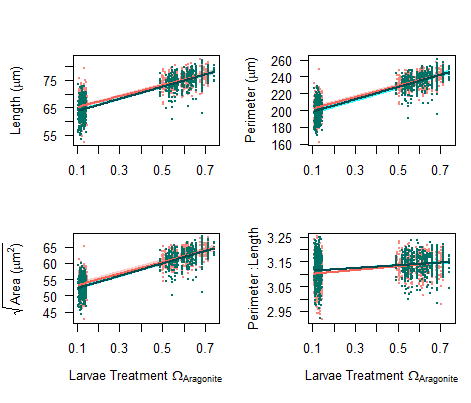 Length (μm)
75
65
55
0.1 0.3 0.5 0.7
Perimeter (μm)
260
240
220
200
180
160
0.1 0.3 0.5 0.7
√Area (μm²)
65
60
55
50
45
0.1 0.3 0.5 0.7
Larvae Treatment Ω_Aragonite
Perimeter :Length
3.25
3.15
3.05
2.95
0.1 0.3 0.5 0.7
Larvae Treatment Ω_Aragonite